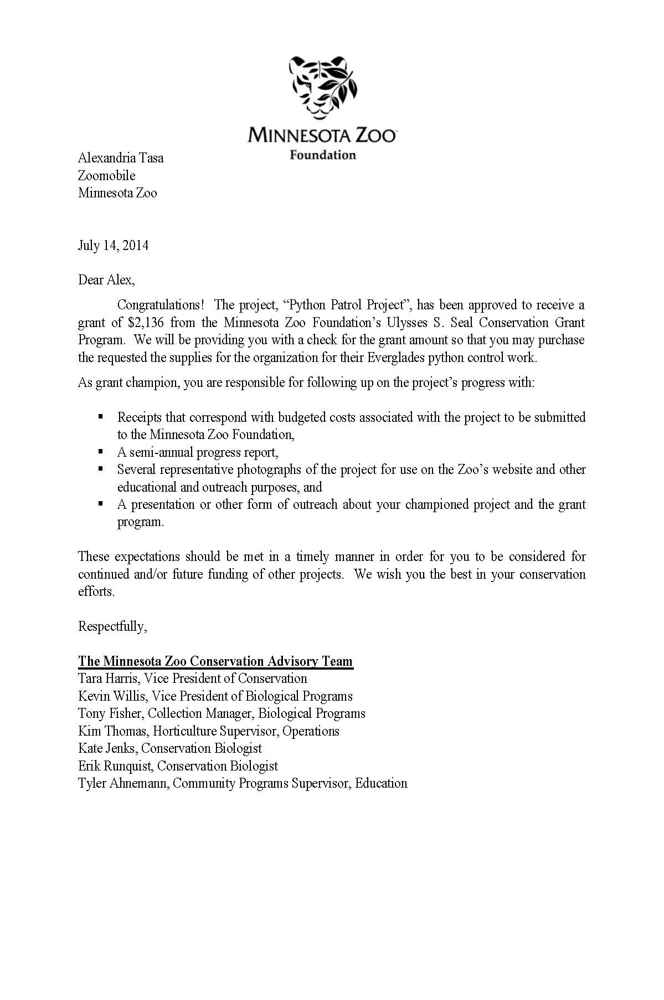 MINNESOTA ZOO
Foundation
Alexandria Tasa
Zoomobile
Minnesota Zoo
July 14, 2014
Dear Alex,
Congratulations!  The project, “Python Patrol Project”, has been approved to receive a
grant of $2,136 from the Minnesota Zoo Foundation’s Ulysses S. Seal Conservation Grant
Program.  We will be providing you with a check for the grant amount so that you may purchase
the requested the supplies for the organization for their Everglades python control work.
As grant champion, you are responsible for following up on the project’s progress with:
▪ Receipts that correspond with budgeted costs associated with the project to be submitted
to the Minnesota Zoo Foundation,
▪ A semi-annual progress report,
▪ Several representative photographs of the project for use on the Zoo’s website and other
educational and outreach purposes, and
▪ A presentation or other form of outreach about your championed project and the grant
program.
These expectations should be met in a timely manner in order for you to be considered for
continued and/or future funding of other projects.  We wish you the best in your conservation
efforts.
Respectfully,
The Minnesota Zoo Conservation Advisory Team
Tara Harris, Vice President of Conservation
Kevin Willis, Vice President of Biological Programs
Tony Fisher, Collection Manager, Biological Programs
Kim Thomas, Horticulture Supervisor, Operations
Kate Jenks, Conservation Biologist
Erik Runquist, Conservation Biologist
Tyler Ahnemann, Community Programs Supervisor, Education